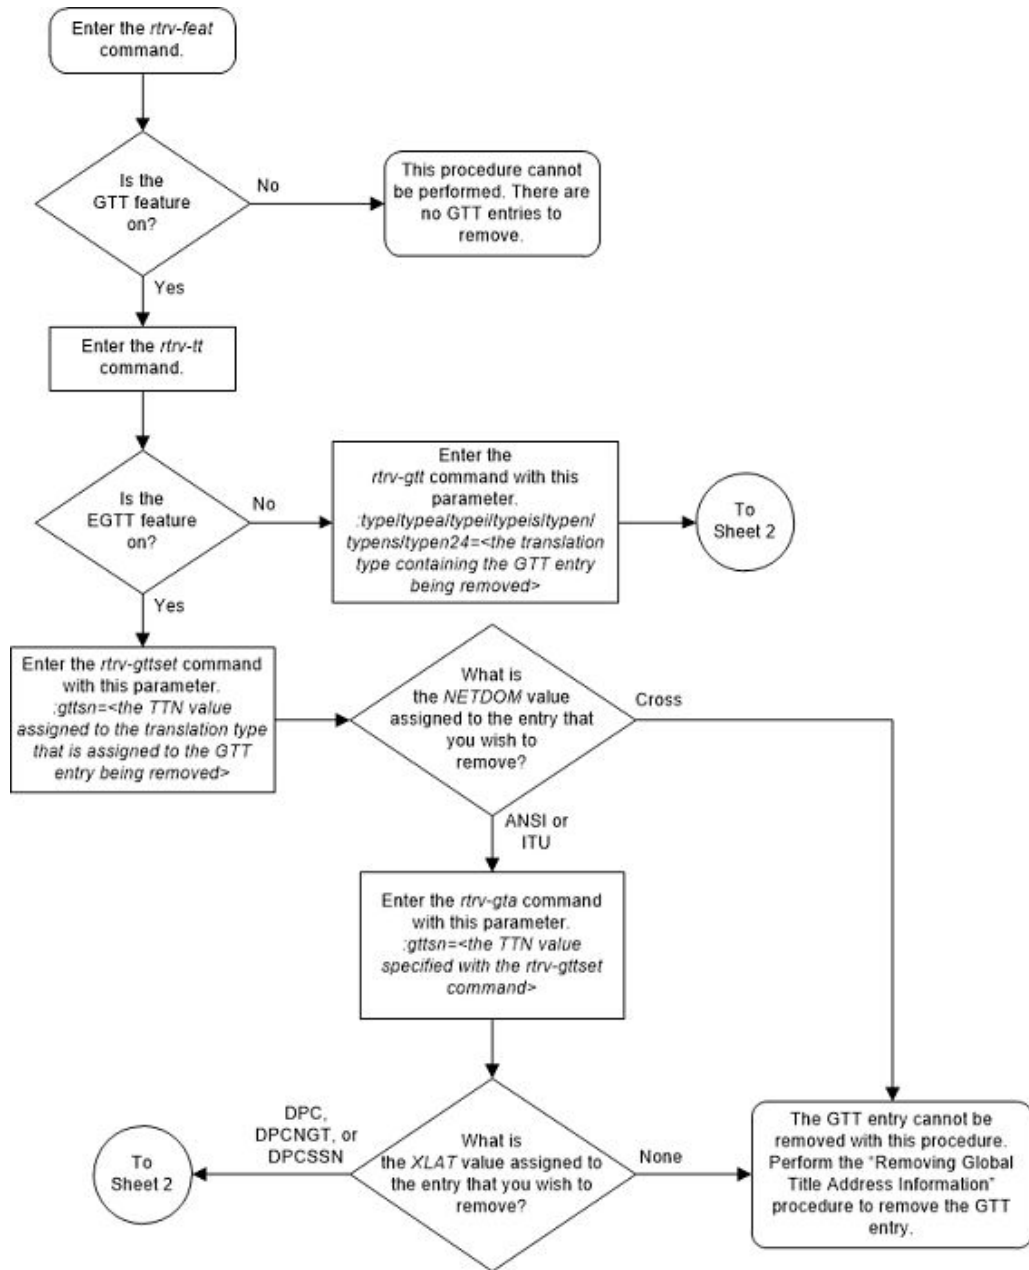 Enter the rtrv-feat
command.
Is the
GTT feature
on?
No
This procedure cannot
be performed. There are
no GTT entries to
remove.
Yes
Enter the rtrv-tt
command.
Is the
EGTT feature
on?
No
Enter the
rtrv-gtt command with this
parameter.
:type/typea/typei/typeis/typen/
typens/typen24=<the translation
type containing the GTT entry
being removed>
To
Sheet 2
Yes
Enter the rtrv-gttset command
with this parameter.
:gttsn=<the TTN value
assigned to the translation type
that is assigned to the GTT
entry being removed>
What is
the NETDOM value
assigned to the entry that
you wish to
remove?
Cross
ANSI or
ITU
Enter the rtrv-gta command
with this parameter.
:gttsn=<the TTN value
specified with the rtrv-gttset
command>
What is
the XLAT value assigned to
the entry that you wish to
remove?
DPC,
DPCNGT, or
DPCSSN
To
Sheet 2
None
The GTT entry cannot be
removed with this procedure.
Perform the "Removing Global
Title Address Information"
procedure to remove the GTT
entry.